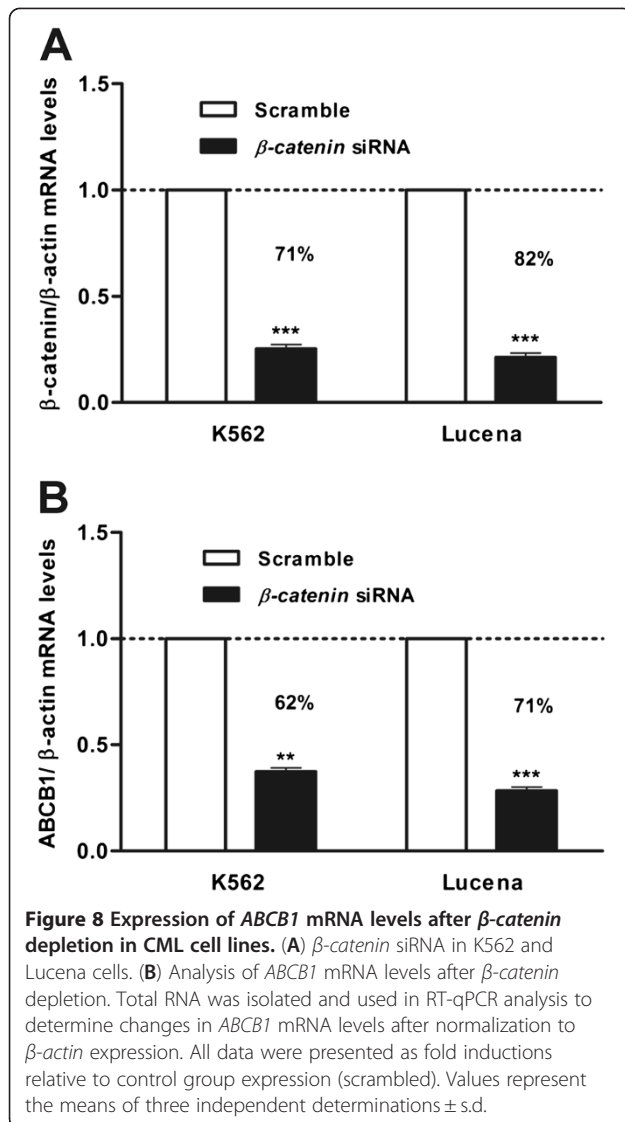 A
β-catenin/β-actin mRNA levels
1.5
1.0
0.5
0.0
Scramble
β-catenin siRNA
71%
82%
***
***
K562
Lucena
B
ABCB1/ β-actin mRNA levels
1.5
1.0
0.5
0.0
Scramble
β-catenin siRNA
62%
71%
**
***
K562
Lucena
Figure 8 Expression of ABCB1 mRNA levels after β-catenin
depletion in CML cell lines. (A) β-catenin siRNA in K562 and
Lucena cells. (B) Analysis of ABCB1 mRNA levels after β-catenin
depletion. Total RNA was isolated and used in RT-qPCR analysis to
determine changes in ABCB1 mRNA levels after normalization to
β-actin expression. All data were presented as fold inductions
relative to control group expression (scrambled). Values represent
the means of three independent determinations ± s.d.